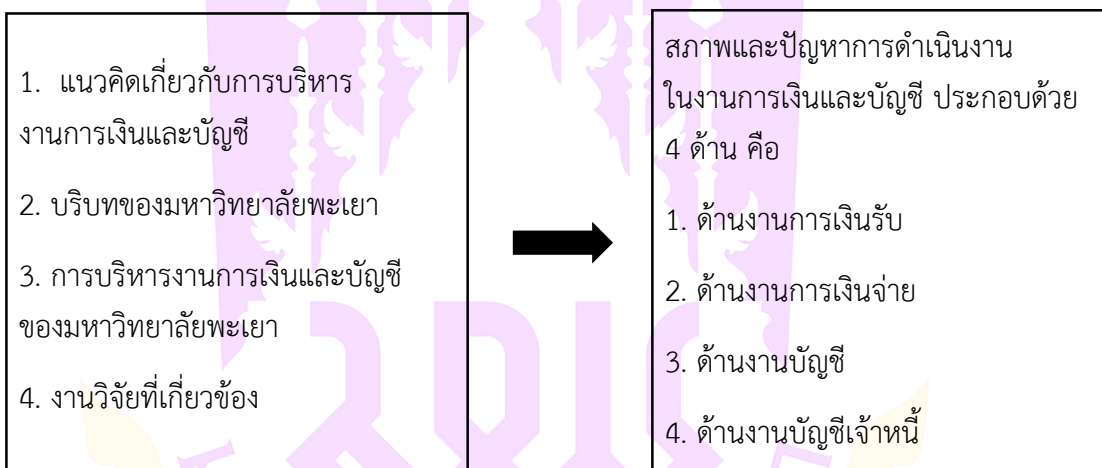 1. แนวคิดเกี่ยวกับการบริหาร
งานการเงินและบัญชี
2. บริบทของมหาวิทยาลัยพะเยา
3. การบริหารงานการเงินและบัญชี
ของมหาวิทยาลัยพะเยา
4. งานวิจัยที่เกี่ยวข้อง
สภาพและปัญหาการดำเนินงาน
ในงานการเงินและบัญชี ประกอบด้วย
4 ด้าน คือ
1. ด้านงานการเงินรับ
2. ด้านงานการเงินจ่าย
3. ด้านงานบัญชี
4. ด้านงานบัญชีเจ้าหนี้